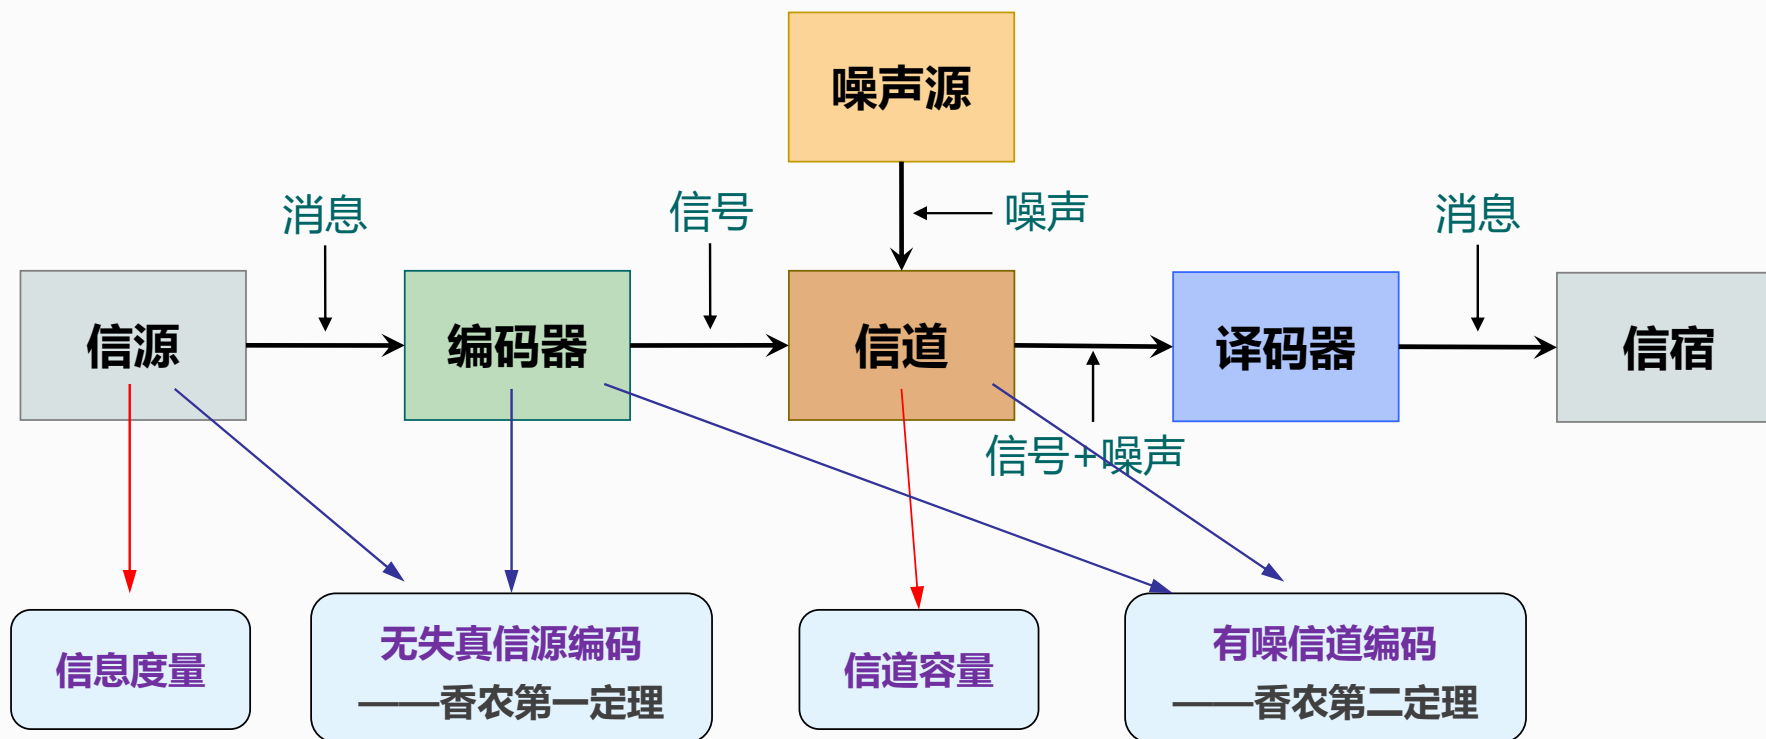 噪声源
消息
信号
噪声
消息
信源
编码器
信道
译码器
信宿
信号+噪声
信息度量
无失真信源编码
——香农第一定理
信道容量
有噪信道编码
——香农第二定理